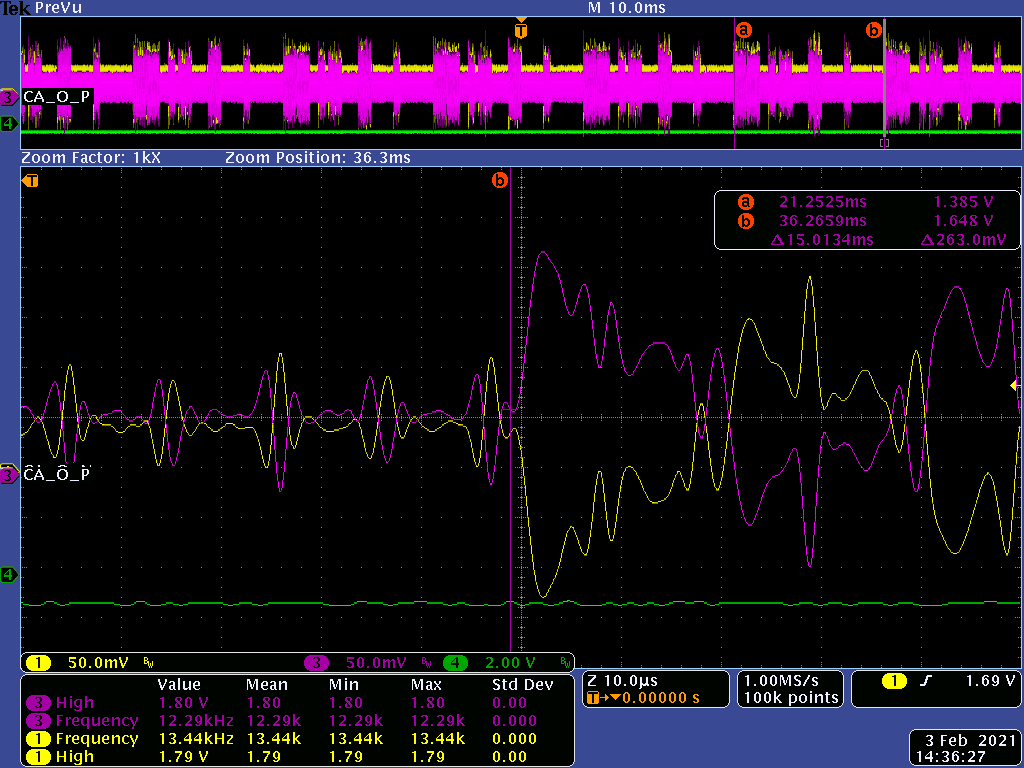 Tek PreVu M 10.0ms
T
a b
3 CA_O_P
4
Zoom Factor: 1kX Zoom Position: 36.3ms
T b
a 21.2525ms 1.385 V
b 36.2659ms 1.648 V
Δ15.0134ms Δ263.0mV
3 CA_O_P
4
1 50.0mV BW 3 50.0mV BW 4 2.00 V BW
Value Mean Min Max Std Dev
3 High 1.80 V 1.80 1.80 1.80 0.00
3 Frequency 12.29kHz 12.29k 12.29k 12.29k 0.000
1 Frequency 13.44kHz 13.44k 13.44k 13.44k 0.000
1 High 1.79 V 1.79 1.79 1.79 0.00
Z 10.0µs
T→▼0.00000 s
1.00MS/s
100k points
1 1.69 V
3 Feb 2021
14:36:27